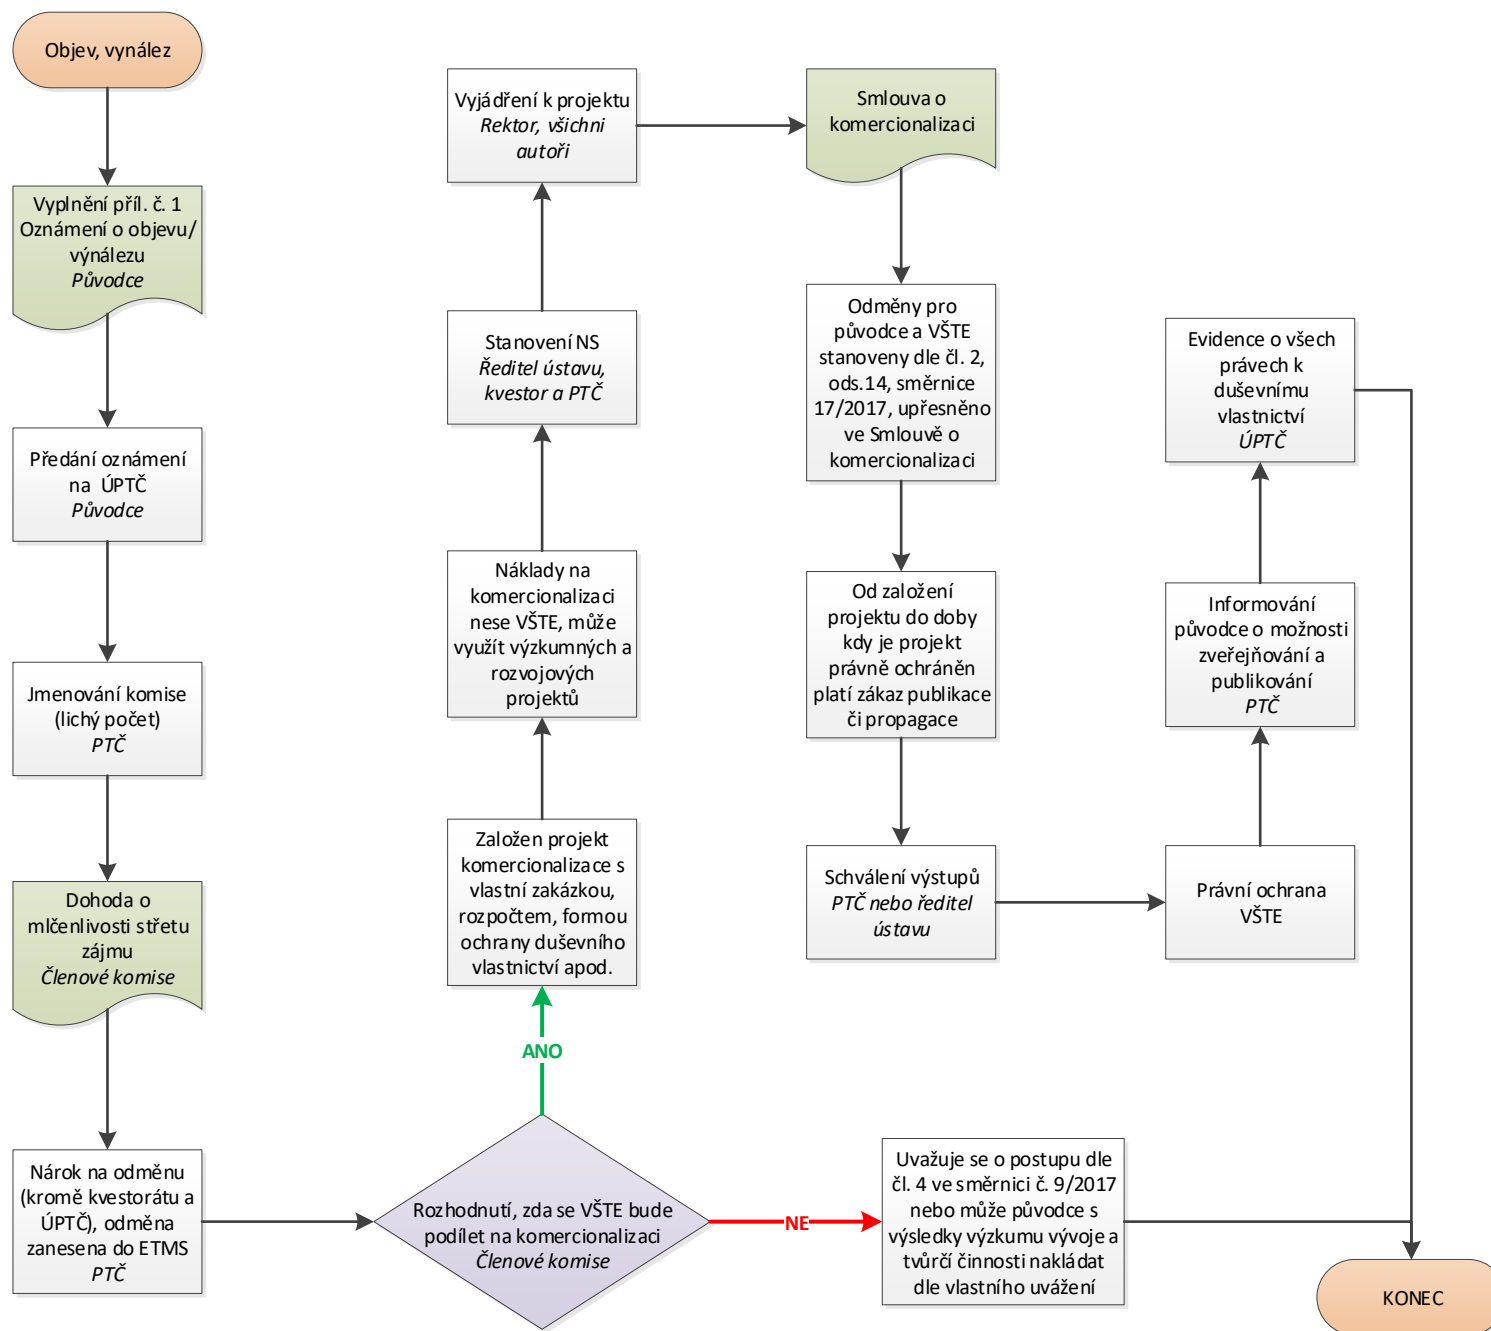 Objev, vynález
Vyplnění příl. č. 1
Oznámení o objevu/
výnálezu
Původce
Předání oznámení
na ÚPTČ
Původce
Jmenování komise
(lichý počet)
PTČ
Dohoda o
mlčenlivosti střetu
zájmu
Členové komise
Nárok na odměnu
(kromě kvestorátu a
ÚPTČ), odměna
zanesena do ETMS
PTČ
Rozhodnutí, zda se VŠTE bude
podílet na komercionalizaci
Členové komise
ANO
NE
Založen projekt
komercionalizace s
vlastní zakázkou,
rozpočtem, formou
ochrany duševního
vlastnictví apod.
Náklady na
komercionalizaci
nese VŠTE, může
využít výzkumných a
rozvojových
projektů
Stanovení NS
Ředitel ústavu,
kvestor a PTČ
Vyjádření k projektu
Rektor, všichni
autoři
Smlouva o
komercionalizaci
Odměny pro
původce a VŠTE
stanoveny dle čl. 2,
ods.14, směrnice
17/2017, upřesněno
ve Smlouvě o
komercionalizaci
Od založení
projektu do doby
kdy je projekt
právně ochráněn
platí zákaz publikace
či propagace
Schválení výstupů
PTČ nebo ředitel
ústavu
Právní ochrana
VŠTE
Informování
původce o možnosti
zveřejňování a
publikování
PTČ
Evidence o všech
právech k
duševnímu
vlastnictví
ÚPTČ
Uvažuje se o postupu dle
čl. 4 ve směrnici č. 9/2017
nebo může původce s
výsledky výzkumu vývoje a
tvůrčí činnosti nakládat
dle vlastního uvážení
KONEC